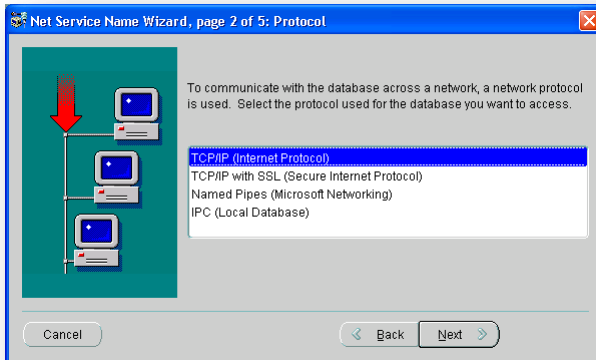 Net Service Name Wizard, page 2 of 5: Protocol
To communicate with the database across a network, a network protocol
is used. Select the protocol used for the database you want to access.
TCP/IP (Internet Protocol)
TCP/IP with SSL (Secure Internet Protocol)
Named Pipes (Microsoft Networking)
IPC (Local Database)
Cancel
Back
Next